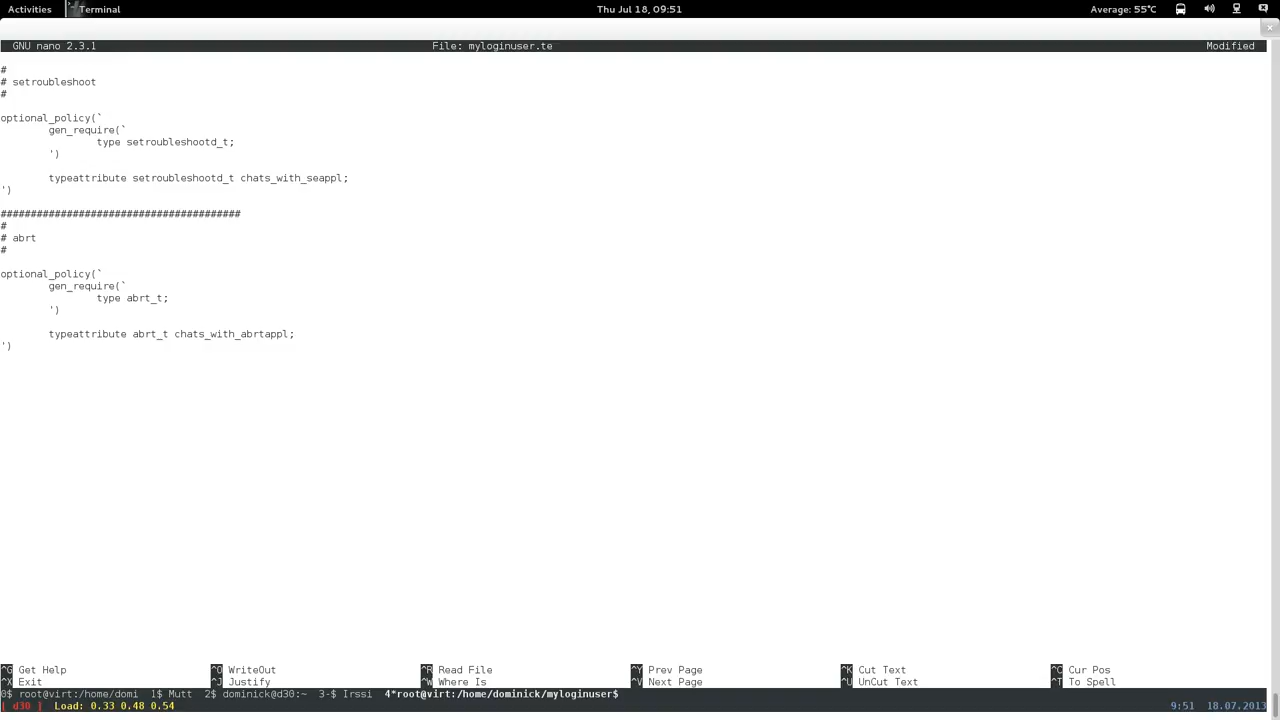 Activities Terminal Thu Jul 18, 09:51 Average: 55°C
GNU nano 2.3.1 File: myloginuser.te Modified
#
# setroubleshoot
#
optional_policy(`
gen_require(`
type setroubleshootd_t;
')
typeattribute setroubleshootd_t chats_with_seappl;
')
########################################
#
# abrt
#
optional_policy(`
gen_require(`
type abrt_t;
')
typeattribute abrt_t chats_with_abrtappl;
')
^G Get Help ^O WriteOut ^R Read File ^Y Prev Page ^K Cut Text ^C Cur Pos
^X Exit ^J Justify ^W Where Is ^V Next Page ^U UnCut Text ^T To Spell
0$ root@virt:/home/domi 1$ Mutt 2$ dominick@d30:~ 3-$ Irssi 4*root@virt:/home/dominick/myloginuser$
[ d30 ] Load: 0.33 0.48 0.54 9:51 18.07.2013